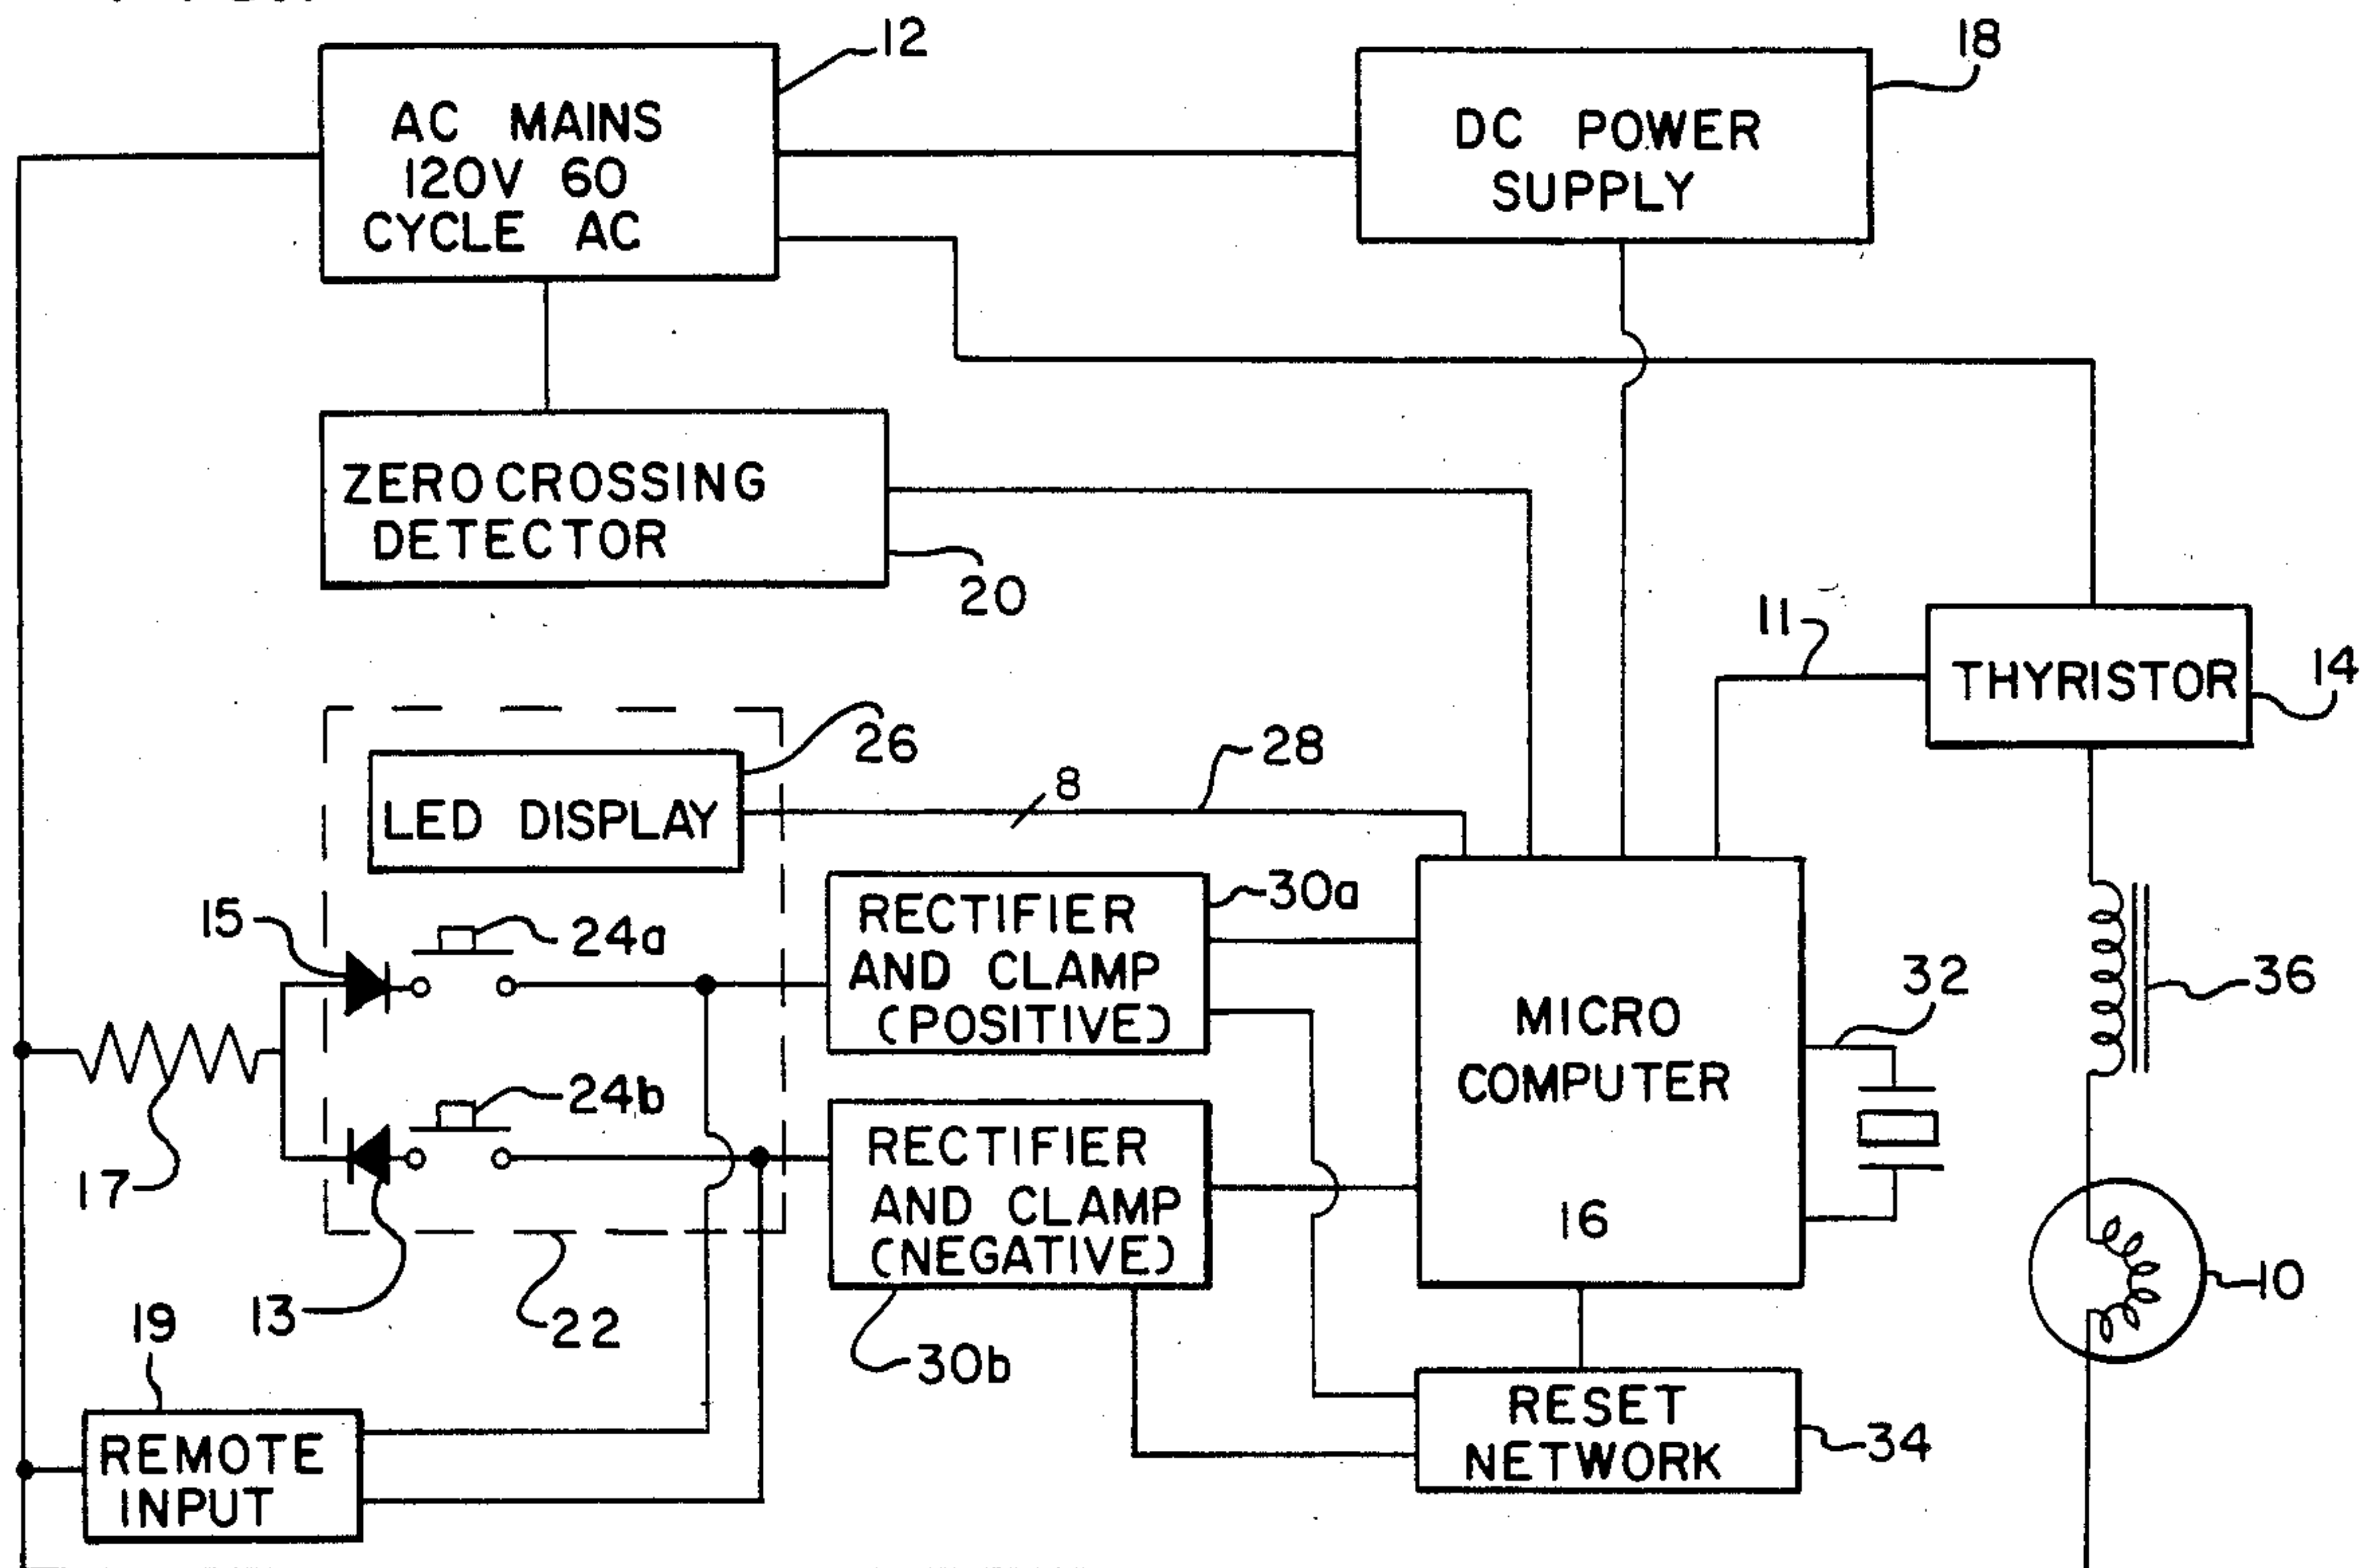 12
18
AC MAINS
120V 60
CYCLE AC
DC POWER
SUPPLY
ZERO CROSSING
DETECTOR
20
11
THYRISTOR
14
26
28
8
LED DISPLAY
15
24a
RECTIFIER
AND CLAMP
(POSITIVE)
30a
MICRO
COMPUTER
16
32
36
24b
17
RECTIFIER
AND CLAMP
(NEGATIVE)
13
22
30b
10
19
REMOTE
INPUT
RESET
NETWORK
34